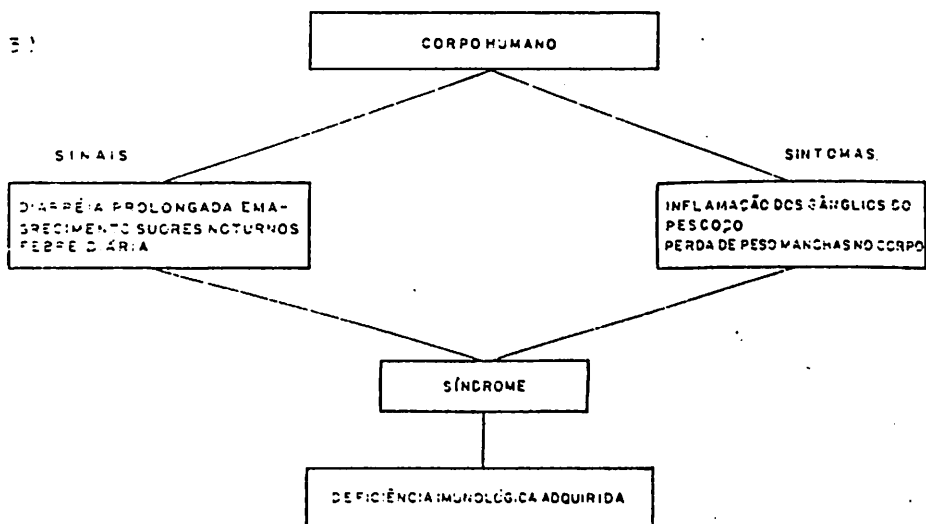 CORPO HUMANO
SINAIS
DIARRÉIA PROLONGADA EMA-
GRECIMENTO SUORES NOTURNOS
FEBRE DIÁRIA
SINTOMAS
INFLAMAÇÃO DOS GÂNGLIOS DO
PESCOÇO
PERDA DE PESO MANCHAS NO CORPO
SÍNDROME
DEFICIÊNCIA IMUNOLÓGICA ADQUIRIDA